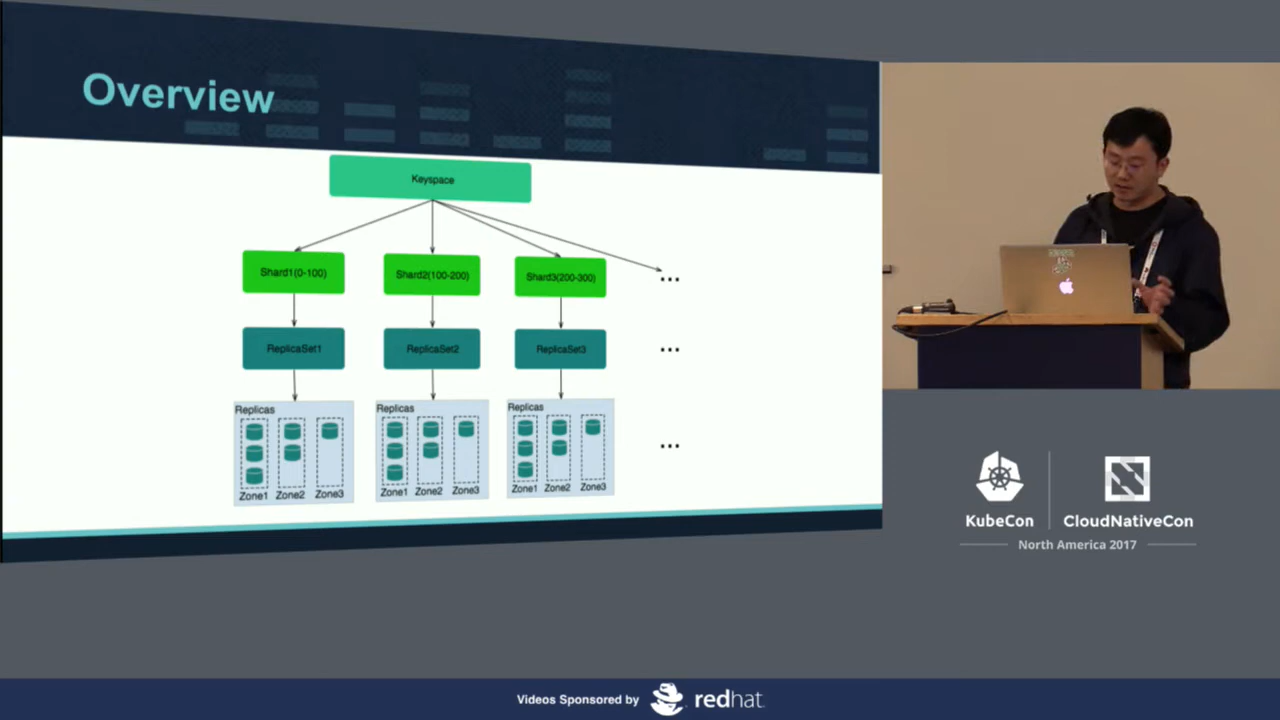 Overview
Keyspace
Shard1(0-100)
Shard2(100-200)
Shard3(200-300)
...
ReplicaSet1
ReplicaSet2
ReplicaSet3
...
Replicas
Zone1 Zone2 Zone3
Replicas
Zone1 Zone2 Zone3
Replicas
Zone1 Zone2 Zone3
...
KubeCon
CloudNativeCon
North America 2017
Videos Sponsored by redhat